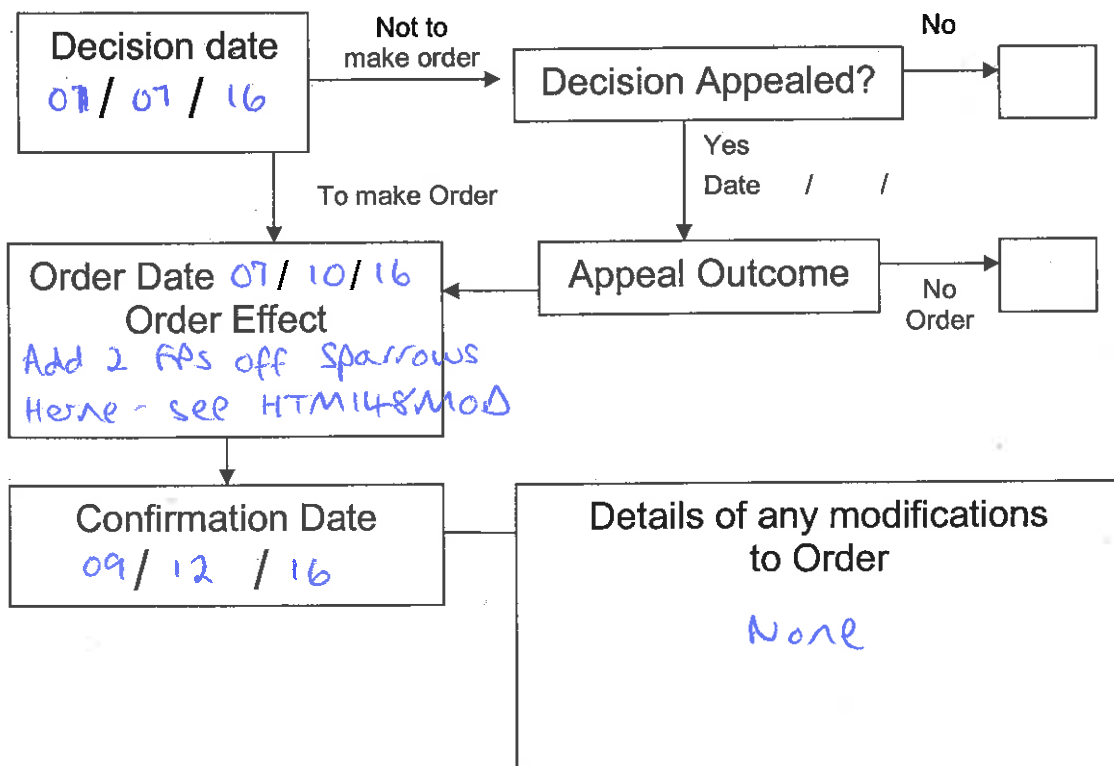 Decision date
07/ 07 / 16
Not to
make order
Decision Appealed?
No
Yes
Date / /
To make Order
Order Date 07/ 10/ 16
Order Effect
Add 2 FPs off Sparrows
Herne - see HTM148MOD
Appeal Outcome
No
Order
Confirmation Date
09/ 12 / 16
Details of any modifications
to Order
None